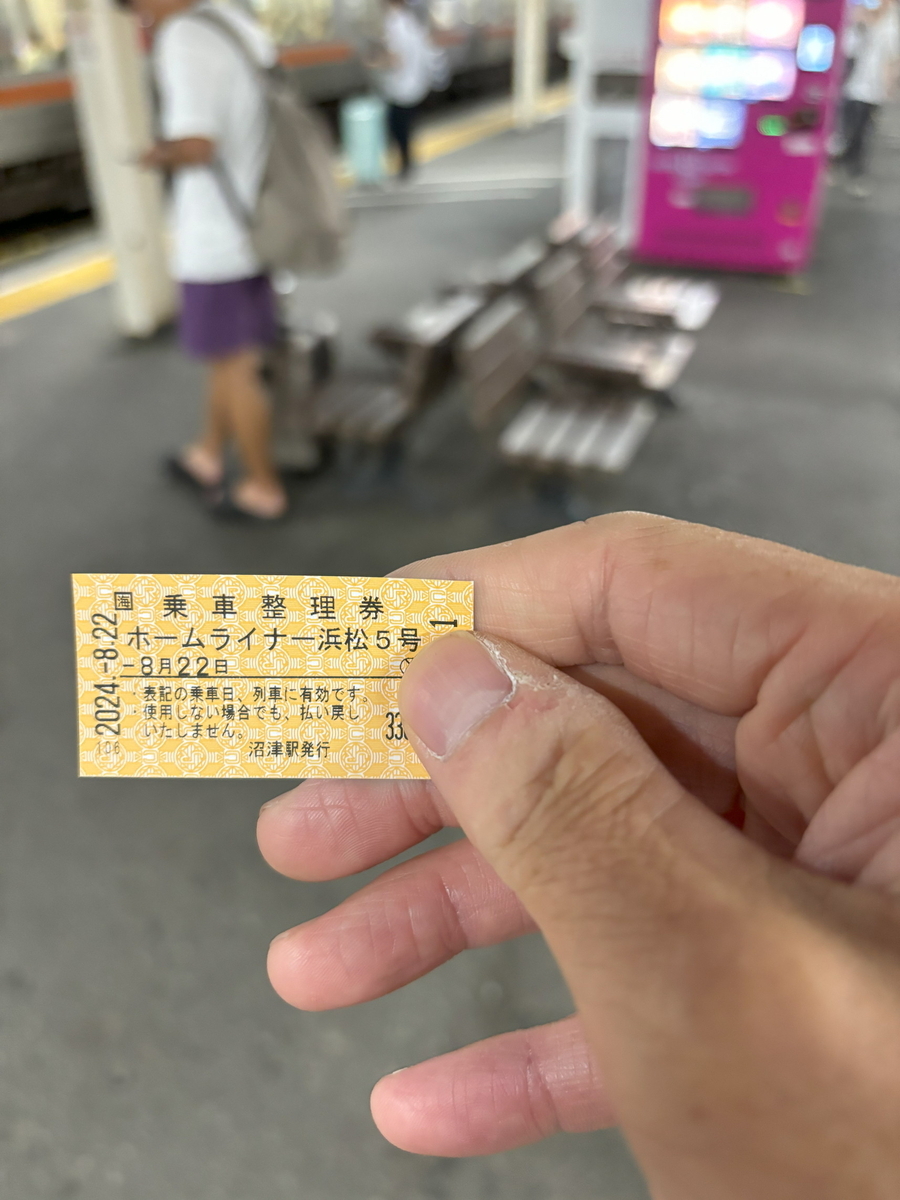 乗車整理券
ホームライナー浜松5号
-8月22日
表記の乗車日、列車に有効です。
使用しない場合でも、払い戻し
いたしません。
沼津駅発行
2024.-8.22
106
33
1